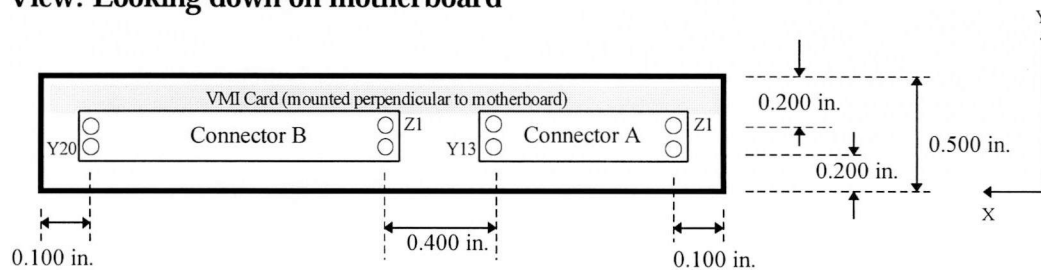 View: Looking down on motherboard
Y
VMI Card (mounted perpendicular to motherboard)
Connector B
Z1
Connector A
Z1
Y20
Y13
0.200 in.
0.500 in.
0.200 in.
X
0.100 in.
0.400 in.
0.100 in.